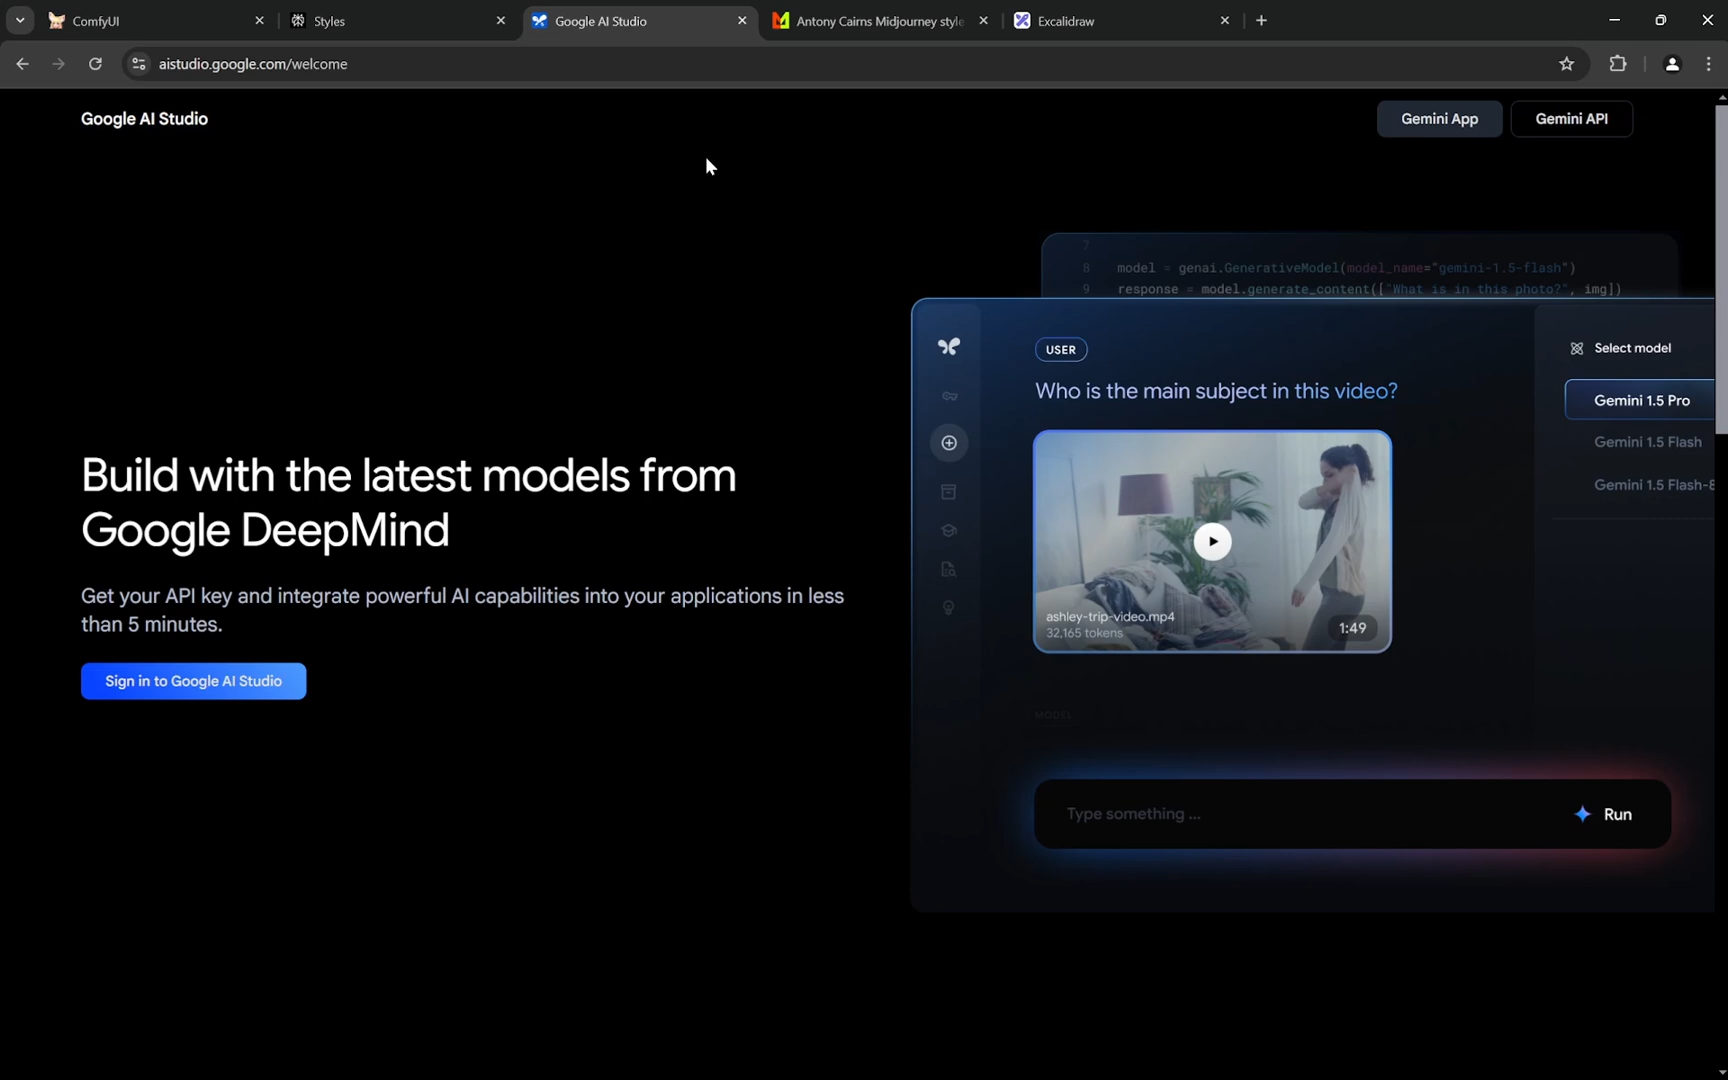 ComfyUI
Styles
Google AI Studio
Antony Cairns Midjourney style
Excalidraw
aistudio.google.com/welcome
Google AI Studio
Gemini App
Gemini API
7
8 model = genai.GenerativeModel(model_name="gemini-1.5-flash")
9 response = model.generate_content(["What is in this photo?", img])
USER
Who is the main subject in this video?
Select model
Gemini 1.5 Pro
Gemini 1.5 Flash
Gemini 1.5 Flash-8
Build with the latest models from
Google DeepMind
Get your API key and integrate powerful AI capabilities into your applications in less
than 5 minutes.
Sign in to Google AI Studio
ashley-trip-video.mp4
32,165 tokens
1:49
MODEL
Type something ...
Run